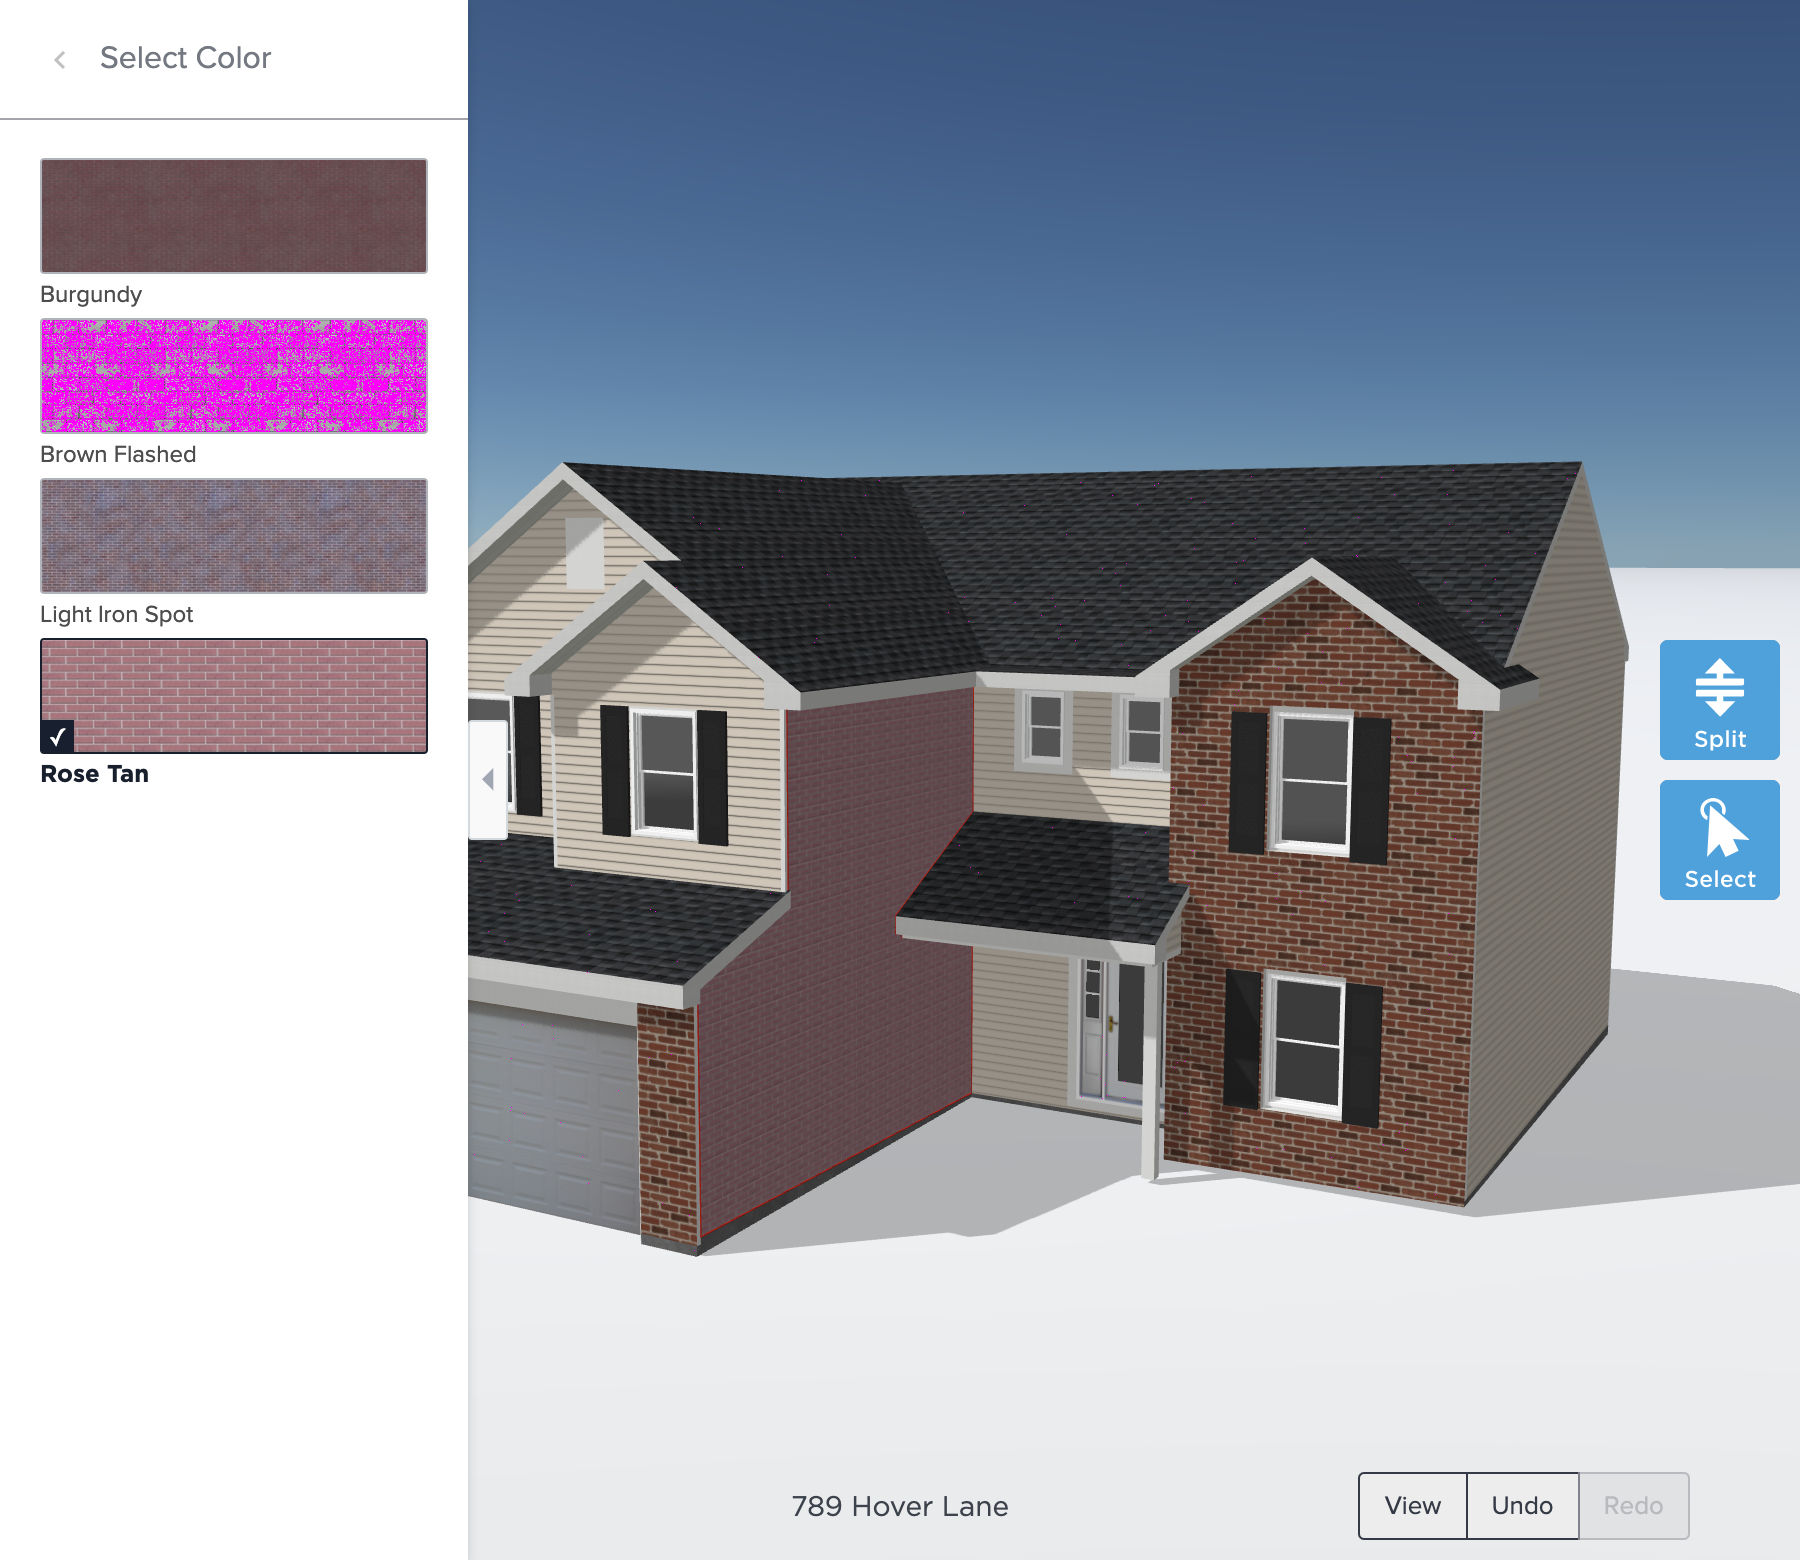 Select Color
Burgundy
Brown Flashed
Light Iron Spot
Rose Tan
Split
Select
789 Hover Lane
View
Undo
Redo